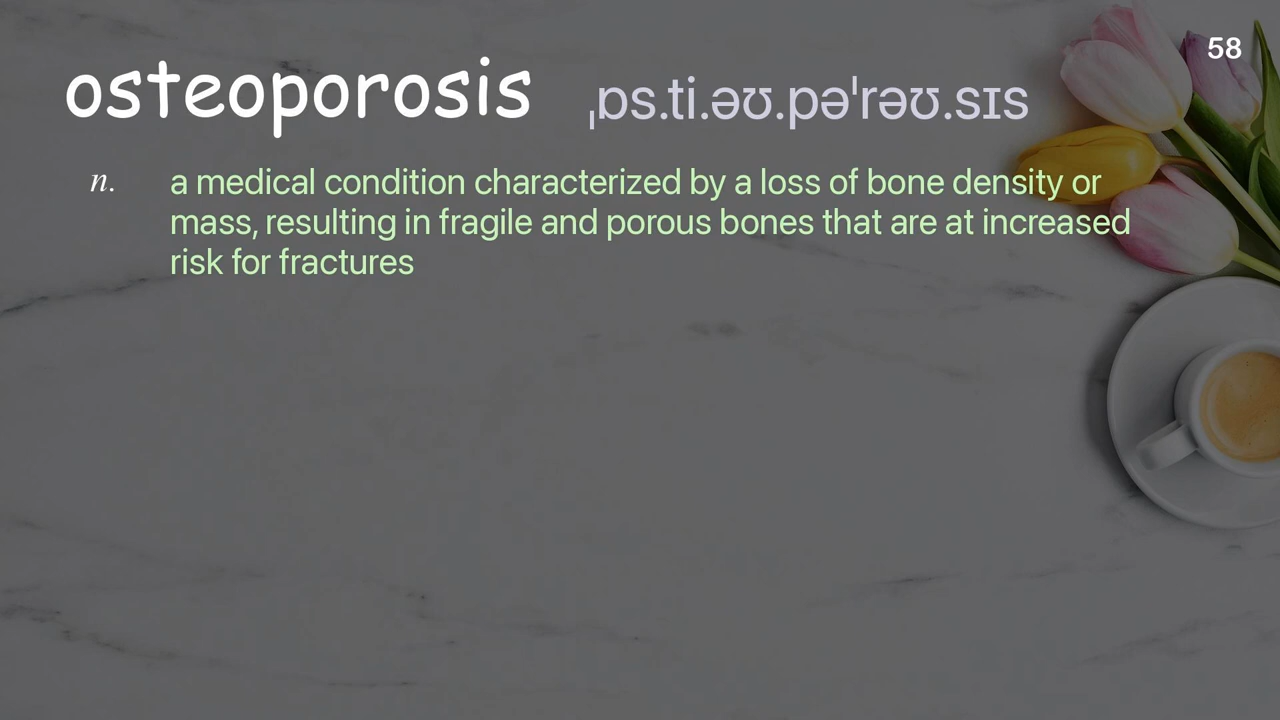 58
osteoporosis ˌɒs.ti.əʊ.pəˈrəʊ.sɪs
n. a medical condition characterized by a loss of bone density or
mass, resulting in fragile and porous bones that are at increased
risk for fractures